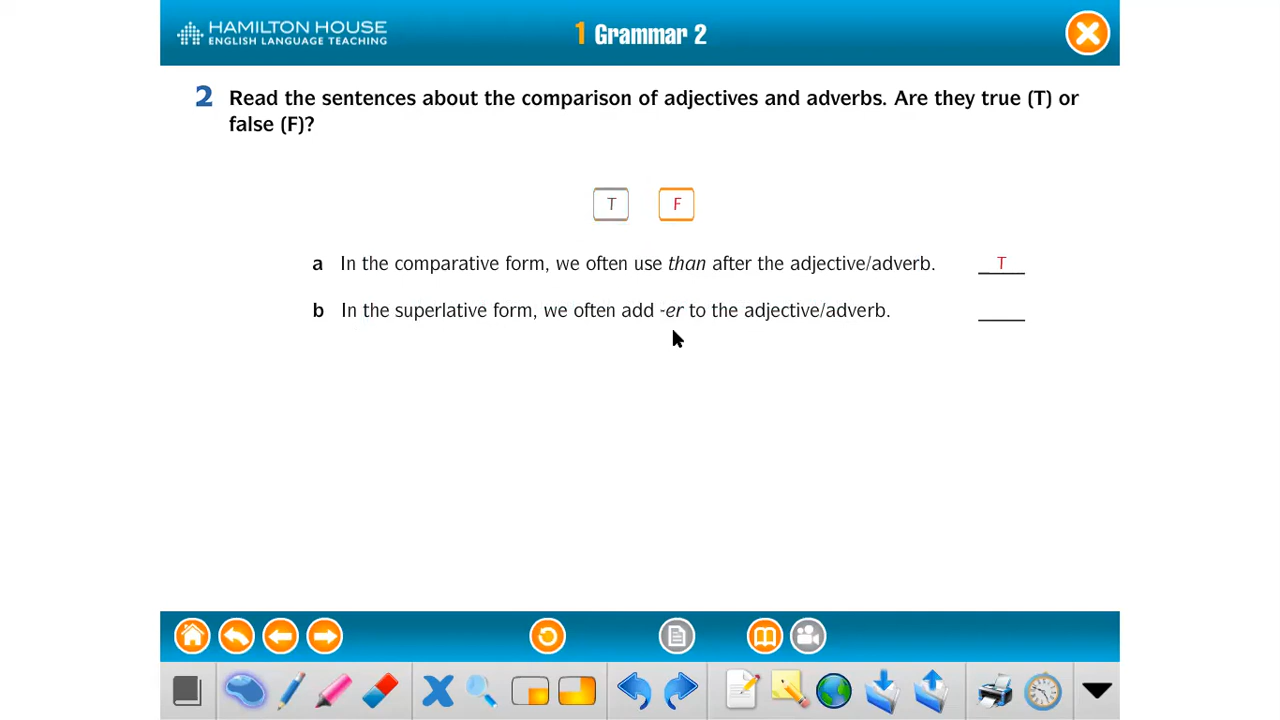 HAMILTON HOUSE
ENGLISH LANGUAGE TEACHING
1 Grammar 2
2 Read the sentences about the comparison of adjectives and adverbs. Are they true (T) or
false (F)?
T F
a In the comparative form, we often use than after the adjective/adverb. T
b In the superlative form, we often add -er to the adjective/adverb.